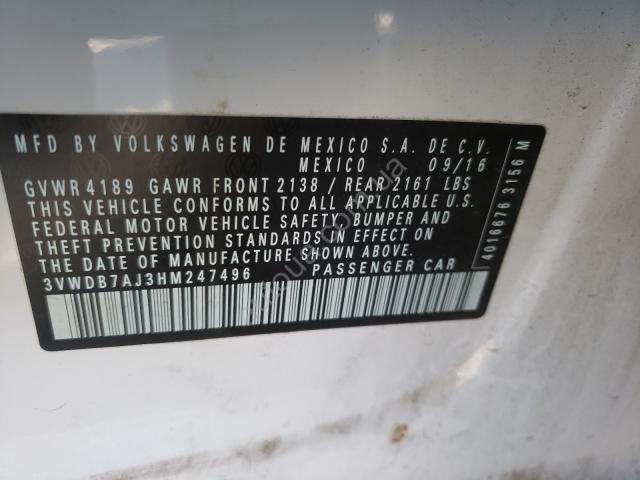 MFD BY VOLKSWAGEN DE MEXICO S.A. DE C.V.
MEXICO 09/16
GVWR 4189 GAWR FRONT 2138 / REAR 2161 LBS
THIS VEHICLE CONFORMS TO ALL APPLICABLE U.S.
FEDERAL MOTOR VEHICLE SAFETY, BUMPER AND
THEFT PREVENTION STANDARDS IN EFFECT ON
THE DATE OF MANUFACTURE SHOWN ABOVE.
3VWDB7AJ3HM247496 PASSENGER CAR
4016676 3156 M